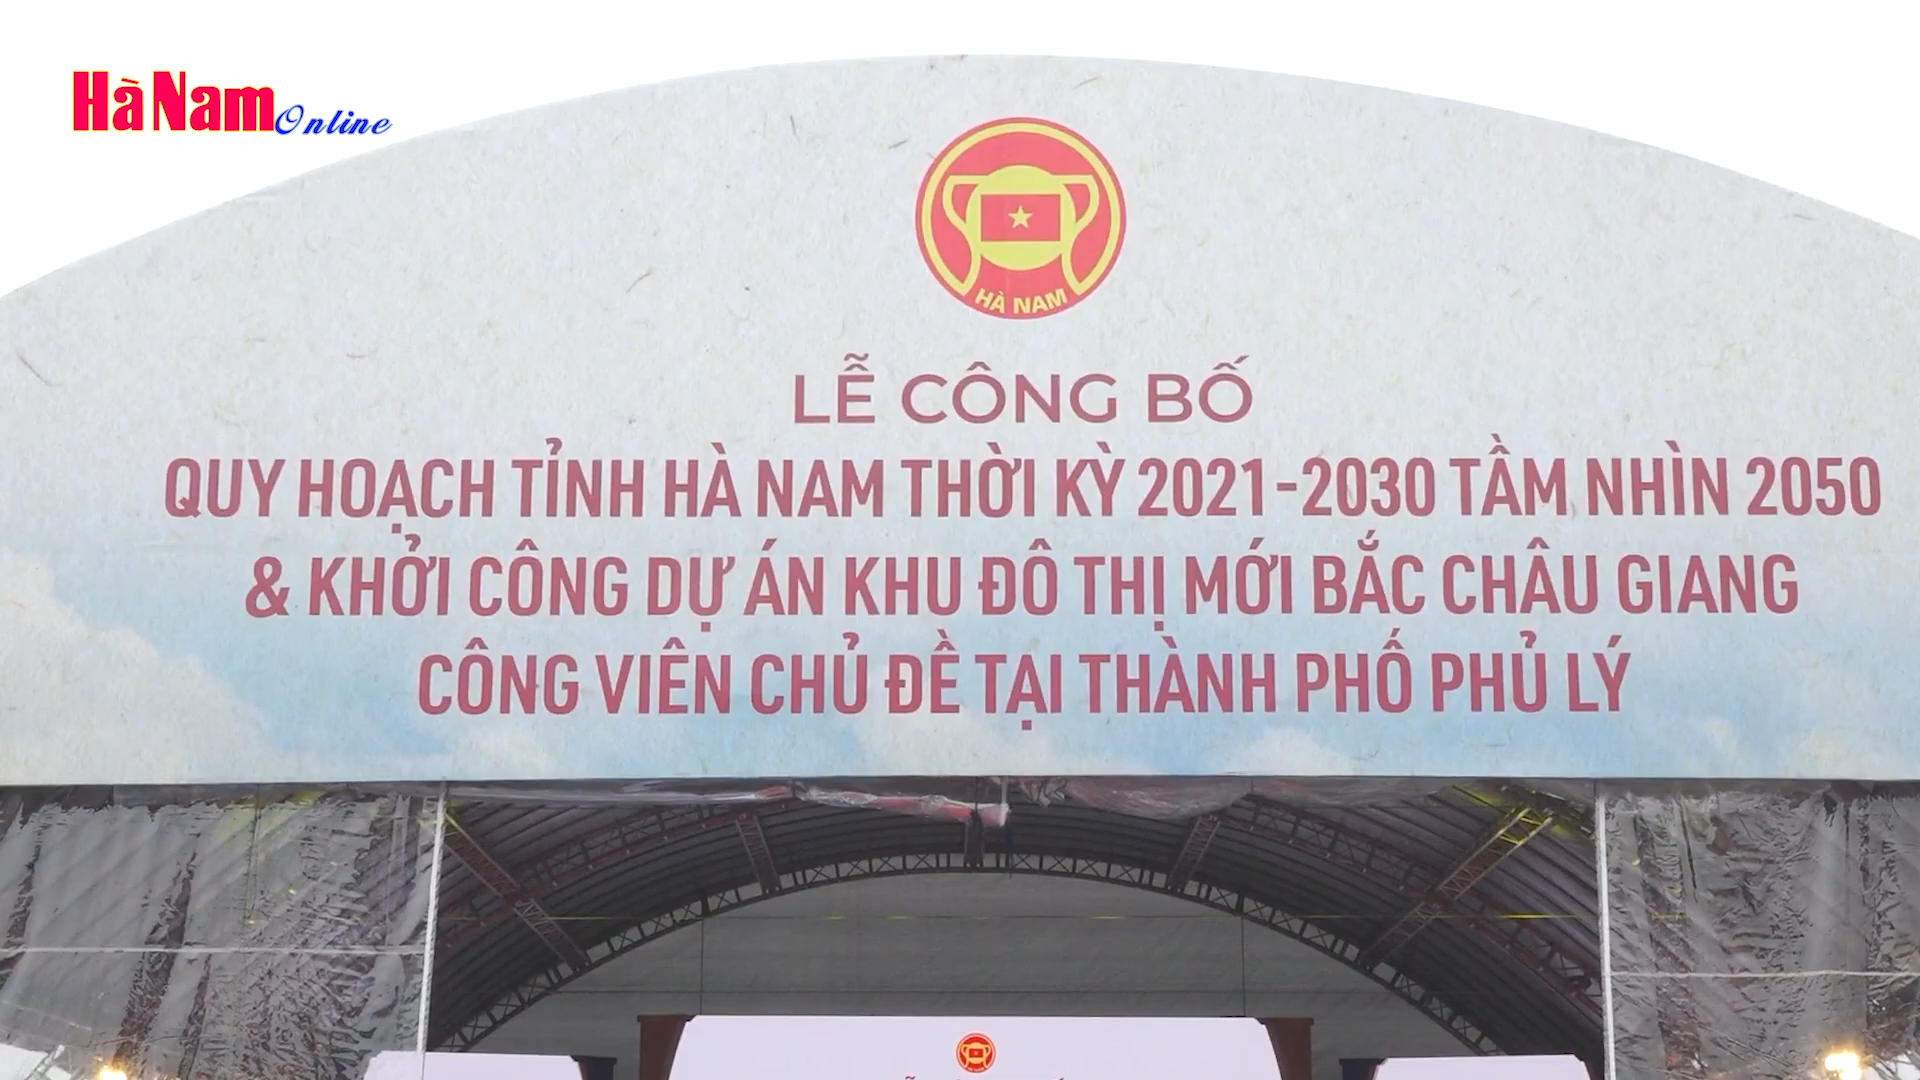 Hà Nam Online
HÀ NAM
LỄ CÔNG BỐ
QUY HOẠCH TỈNH HÀ NAM THỜI KỲ 2021-2030 TẦM NHÌN 2050
& KHỞI CÔNG DỰ ÁN KHU ĐÔ THỊ MỚI BẮC CHÂU GIANG
CÔNG VIÊN CHỦ ĐỀ TẠI THÀNH PHỐ PHỦ LÝ